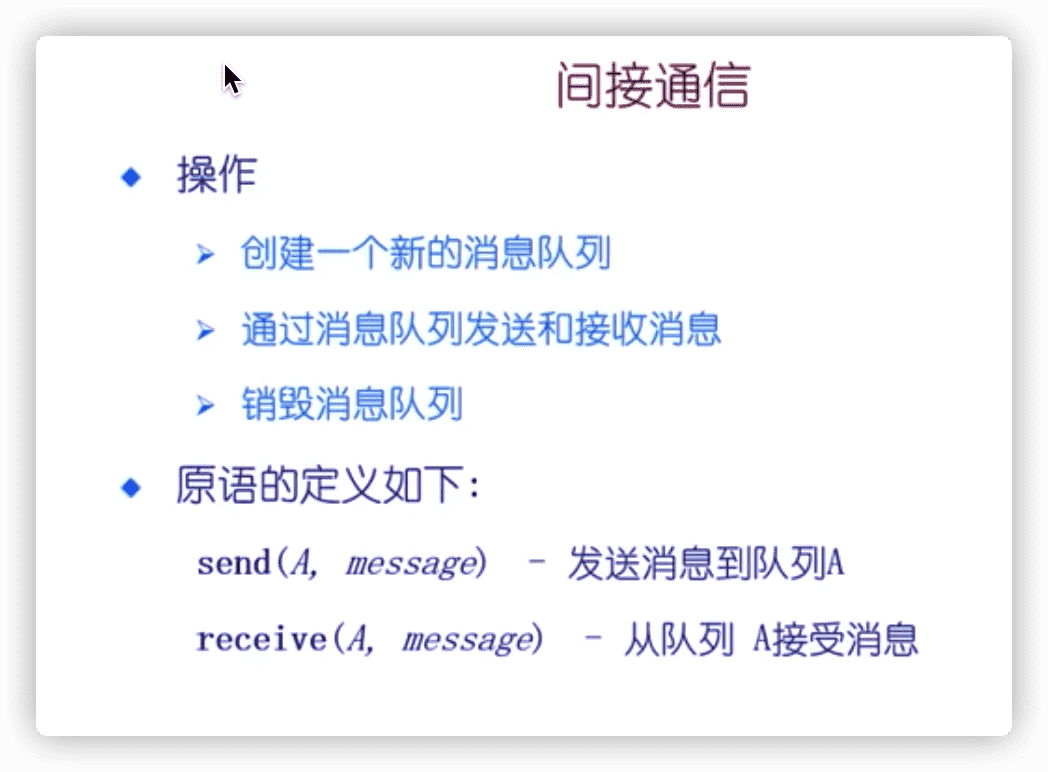 间接通信
操作
创建一个新的消息队列
通过消息队列发送和接收消息
销毁消息队列
原语的定义如下:
send(A, message) - 发送消息到队列A
receive(A, message) - 从队列 A接受消息